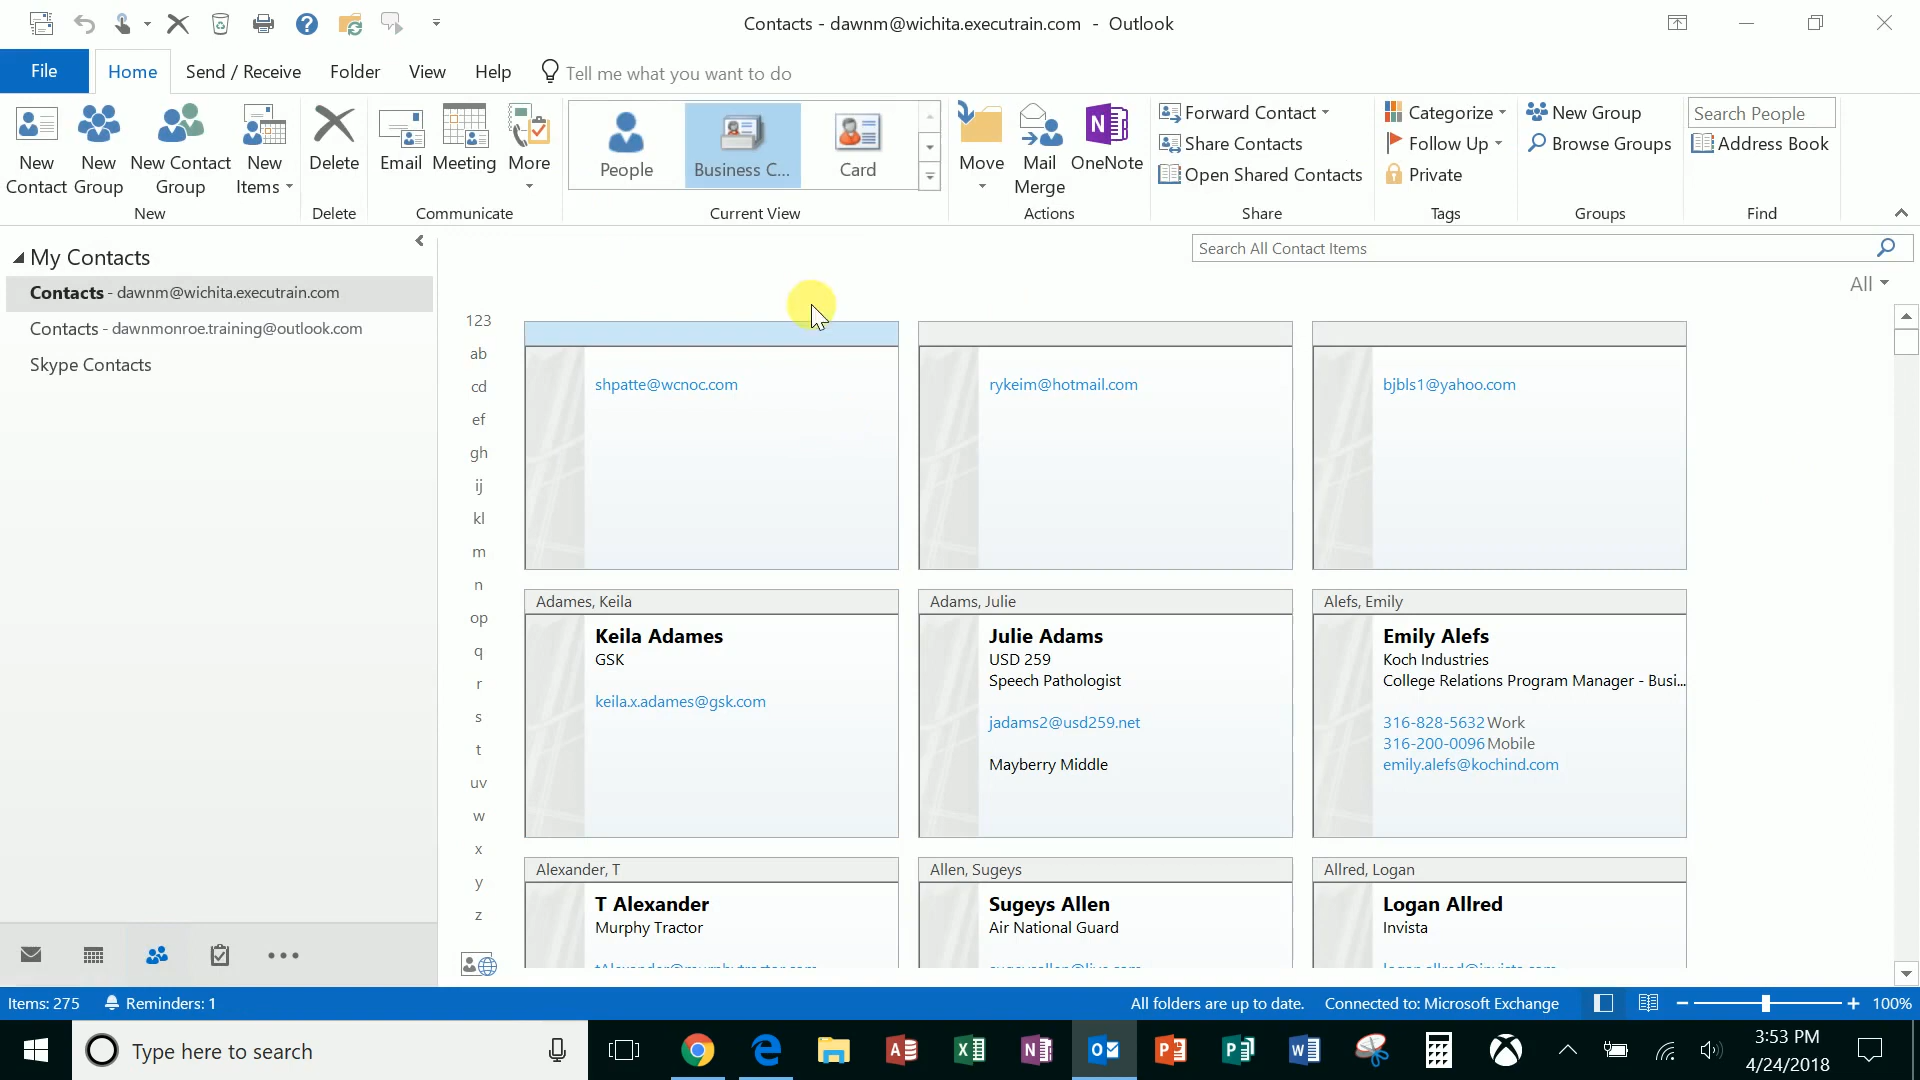 Contacts - dawnm@wichita.executrain.com - Outlook
File Home Send / Receive Folder View Help Tell me what you want to do
New Contact
New Group
New Contact Group
New Items
Delete
Email
Meeting
More
People
Business C...
Card
Move
Mail Merge
OneNote
Forward Contact
Share Contacts
Open Shared Contacts
Categorize
Follow Up
Private
New Group
Browse Groups
Search People
Address Book
New Delete Communicate Current View Actions Share Tags Groups Find
My Contacts
Contacts - dawnm@wichita.executrain.com
Contacts - dawnmonroe.training@outlook.com
Skype Contacts
Search All Contact Items
All
123
ab
cd
ef
gh
ij
kl
m
n
op
q
r
s
t
uv
w
x
y
z
shpatte@wcnoc.com
rykeim@hotmail.com
bjbls1@yahoo.com
Adames, Keila
Keila Adames
GSK
keila.x.adames@gsk.com
Adams, Julie
Julie Adams
USD 259
Speech Pathologist
jadams2@usd259.net
Mayberry Middle
Alefs, Emily
Emily Alefs
Koch Industries
College Relations Program Manager - Busi...
316-828-5632 Work
316-200-0096 Mobile
emily.alefs@kochind.com
Alexander, T
T Alexander
Murphy Tractor
Allen, Sugeys
Sugeys Allen
Air National Guard
Allred, Logan
Logan Allred
Invista
Items: 275 Reminders: 1 All folders are up to date. Connected to: Microsoft Exchange 100%
Type here to search
3:53 PM
4/24/2018